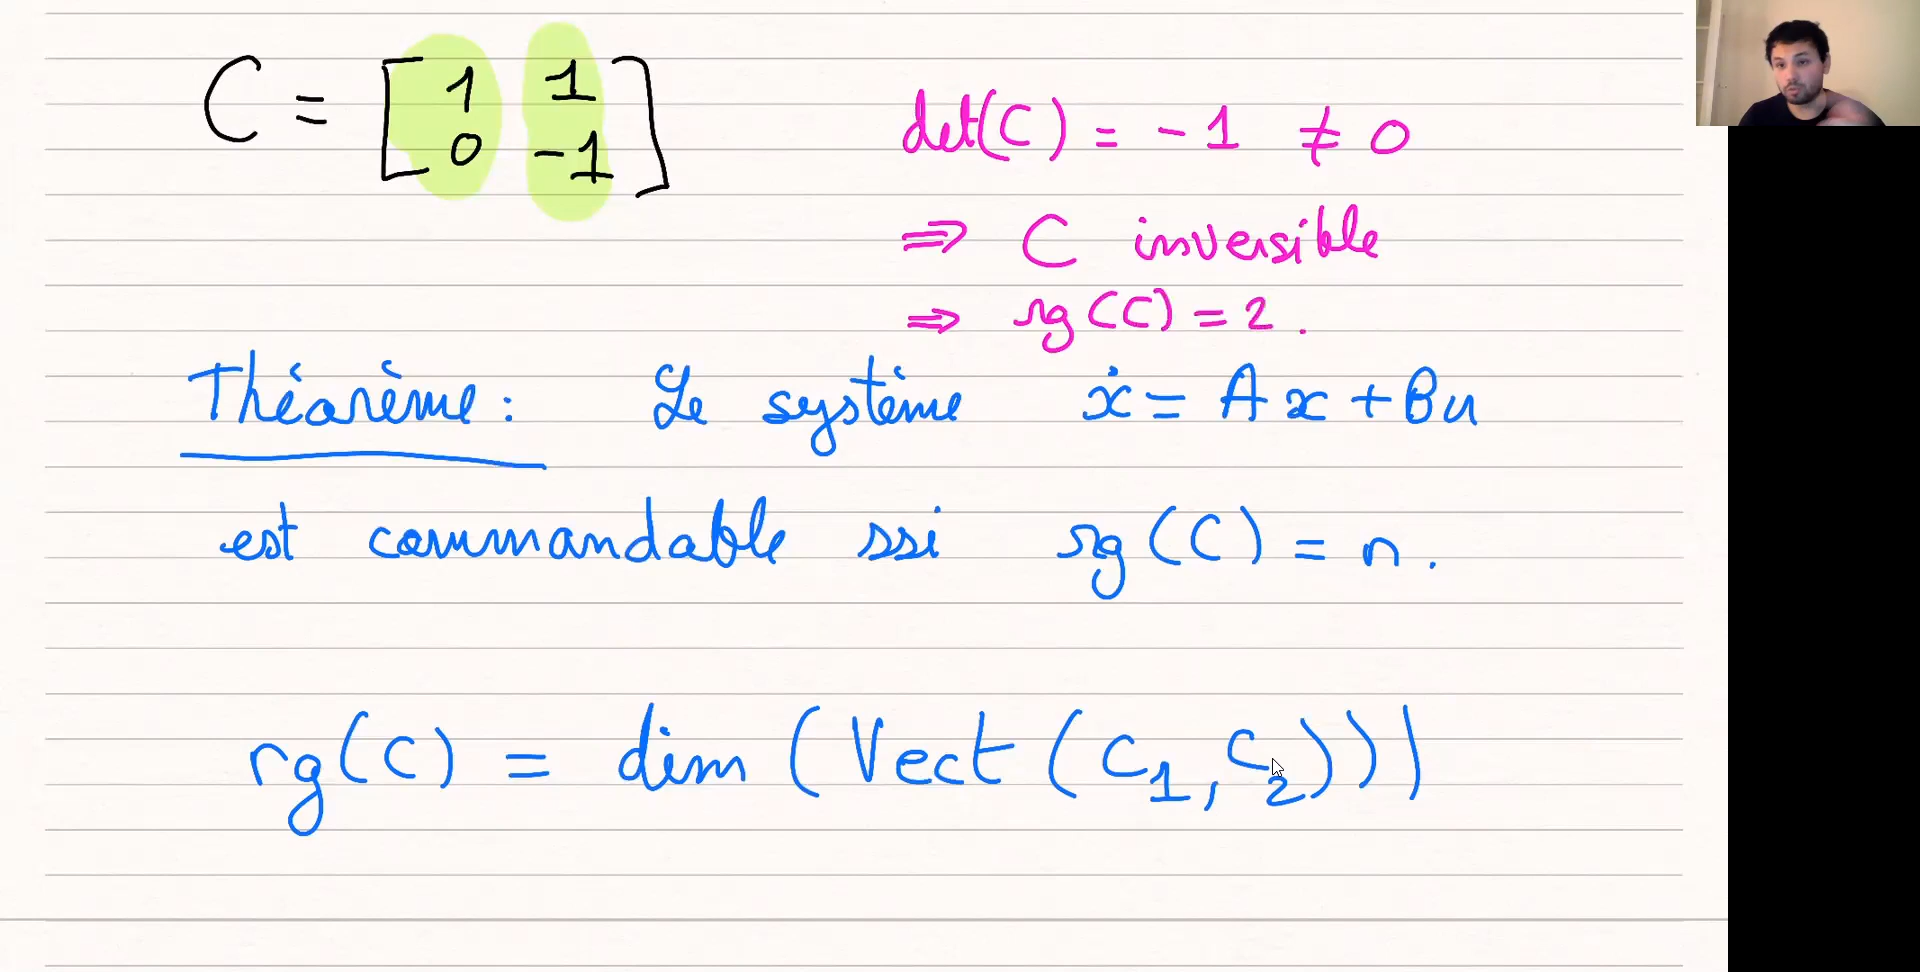 C = [ 1 1
0 -1 ]
det(C) = -1 ≠ 0
⇒ C inversible
⇒ rg(C) = 2.
Théorème : Le système ẋ = Ax + Bu
est commandable ssi rg(C) = n.
rg(C) = dim(Vect(C₁, C₂)))